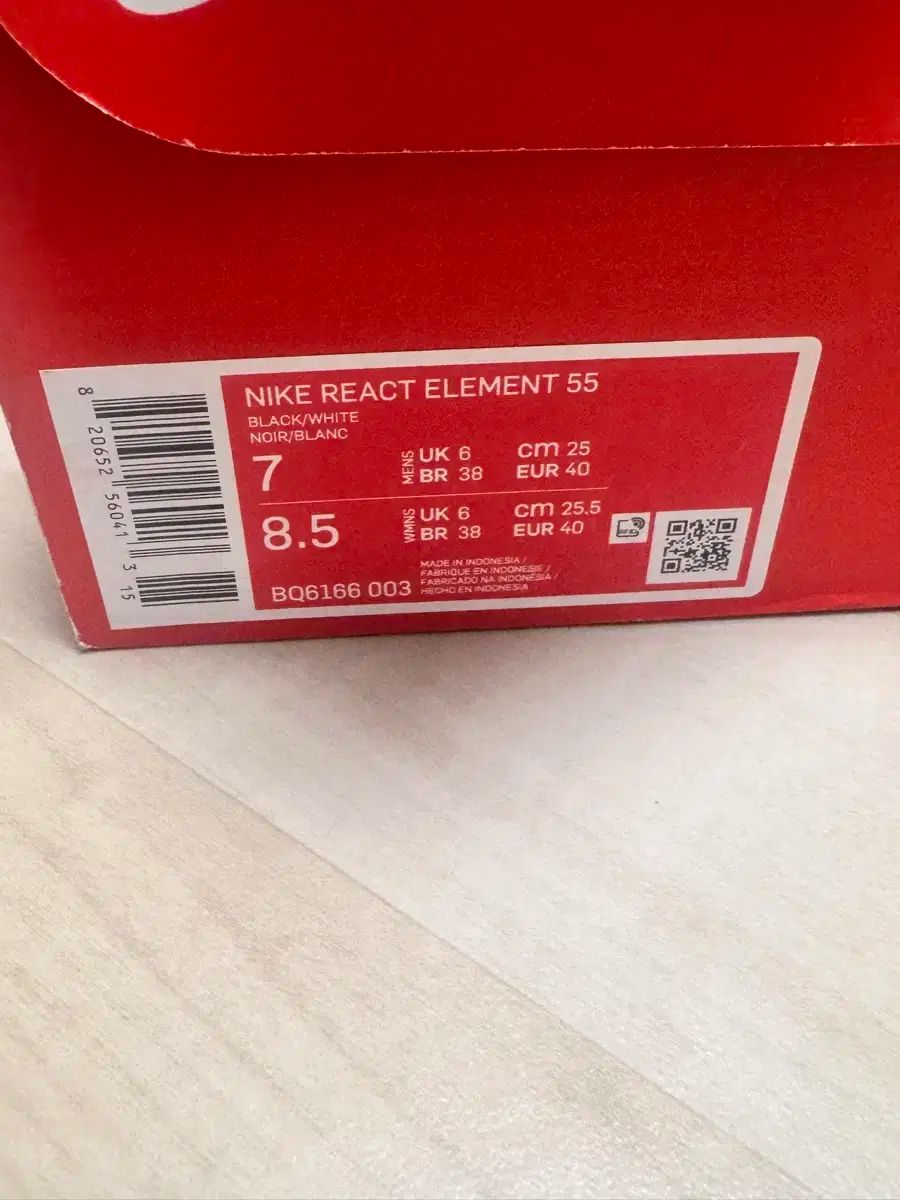 NIKE REACT ELEMENT 55
BLACK/WHITE
NOIR/BLANC
7 MENS UK 6 cm 25
BR 38 EUR 40
8.5 WMNS UK 6 cm 25.5
BR 38 EUR 40
BQ6166 003
MADE IN INDONESIA /
FABRIQUE EN INDONESIE /
FABRICADO NA INDONESIA /
HECHO EN INDONESIA
RFID
8 20652 56041 3 15